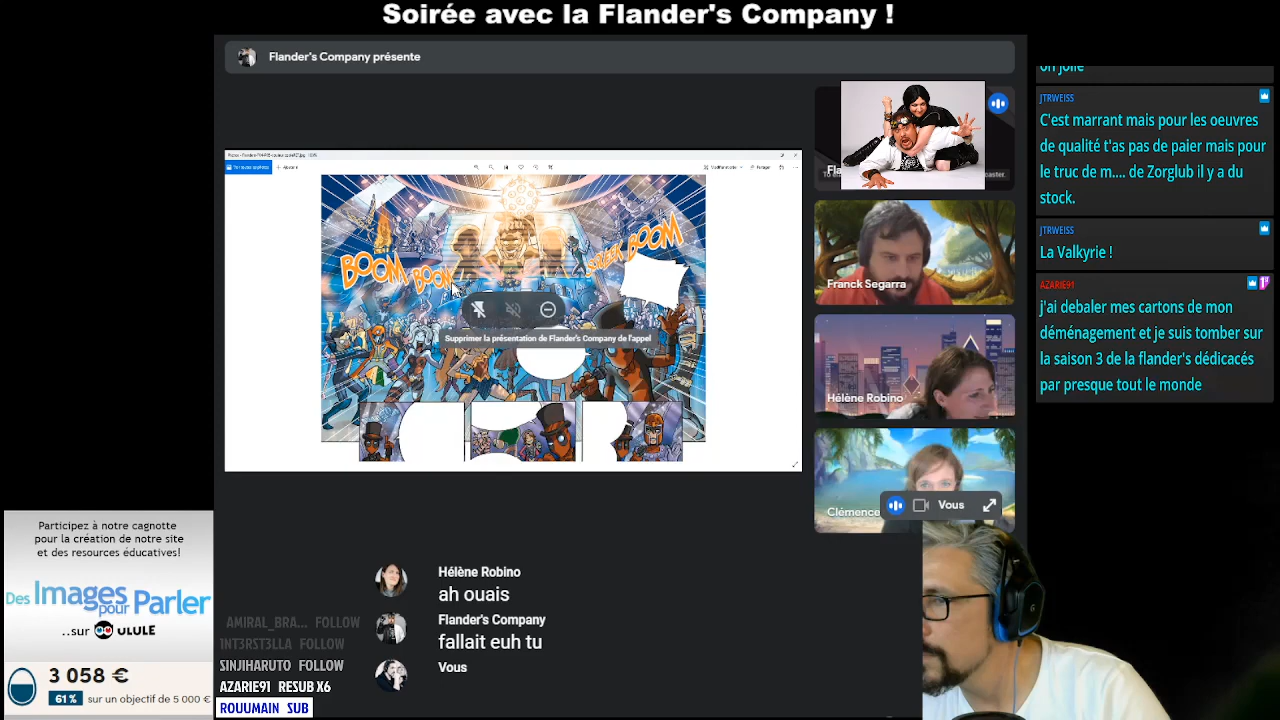 Soirée avec la Flander's Company !
Flander's Company présente
BOOM BOOM
BOOM
Supprimer la présentation de Flander's Company de l'appel
Franck Segarra
Hélène Robino
Clémence
Vous
oh jolie
JTRWEISS
C'est marrant mais pour les oeuvres
de qualité t'as pas de paier mais pour
le truc de m.... de Zorglub il y a du
stock.
JTRWEISS
La Valkyrie !
AZARIE91
j'ai debaler mes cartons de mon
déménagement et je suis tomber sur
la saison 3 de la flander's dédicacés
par presque tout le monde
Participez à notre cagnotte
pour la création de notre site
et des resources éducatives!
Des Images pour Parler
..sur ULULE
3 058 €
61 % sur un objectif de 5 000 €
AMIRAL_BRA... FOLLOW
INT3RST3LLA FOLLOW
SINJIHARUTO FOLLOW
AZARIE91 RESUB X6
ROUUMAIN SUB
Hélène Robino
ah ouais
Flander's Company
fallait euh tu
Vous